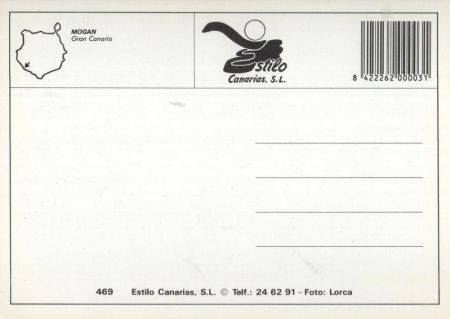 MOGAN
Gran Canaria
Estilo
Canarias, S.L.
8 422262 000031
469 Estilo Canarias, S.L. © Telf.: 24 62 91 - Foto: Lorca